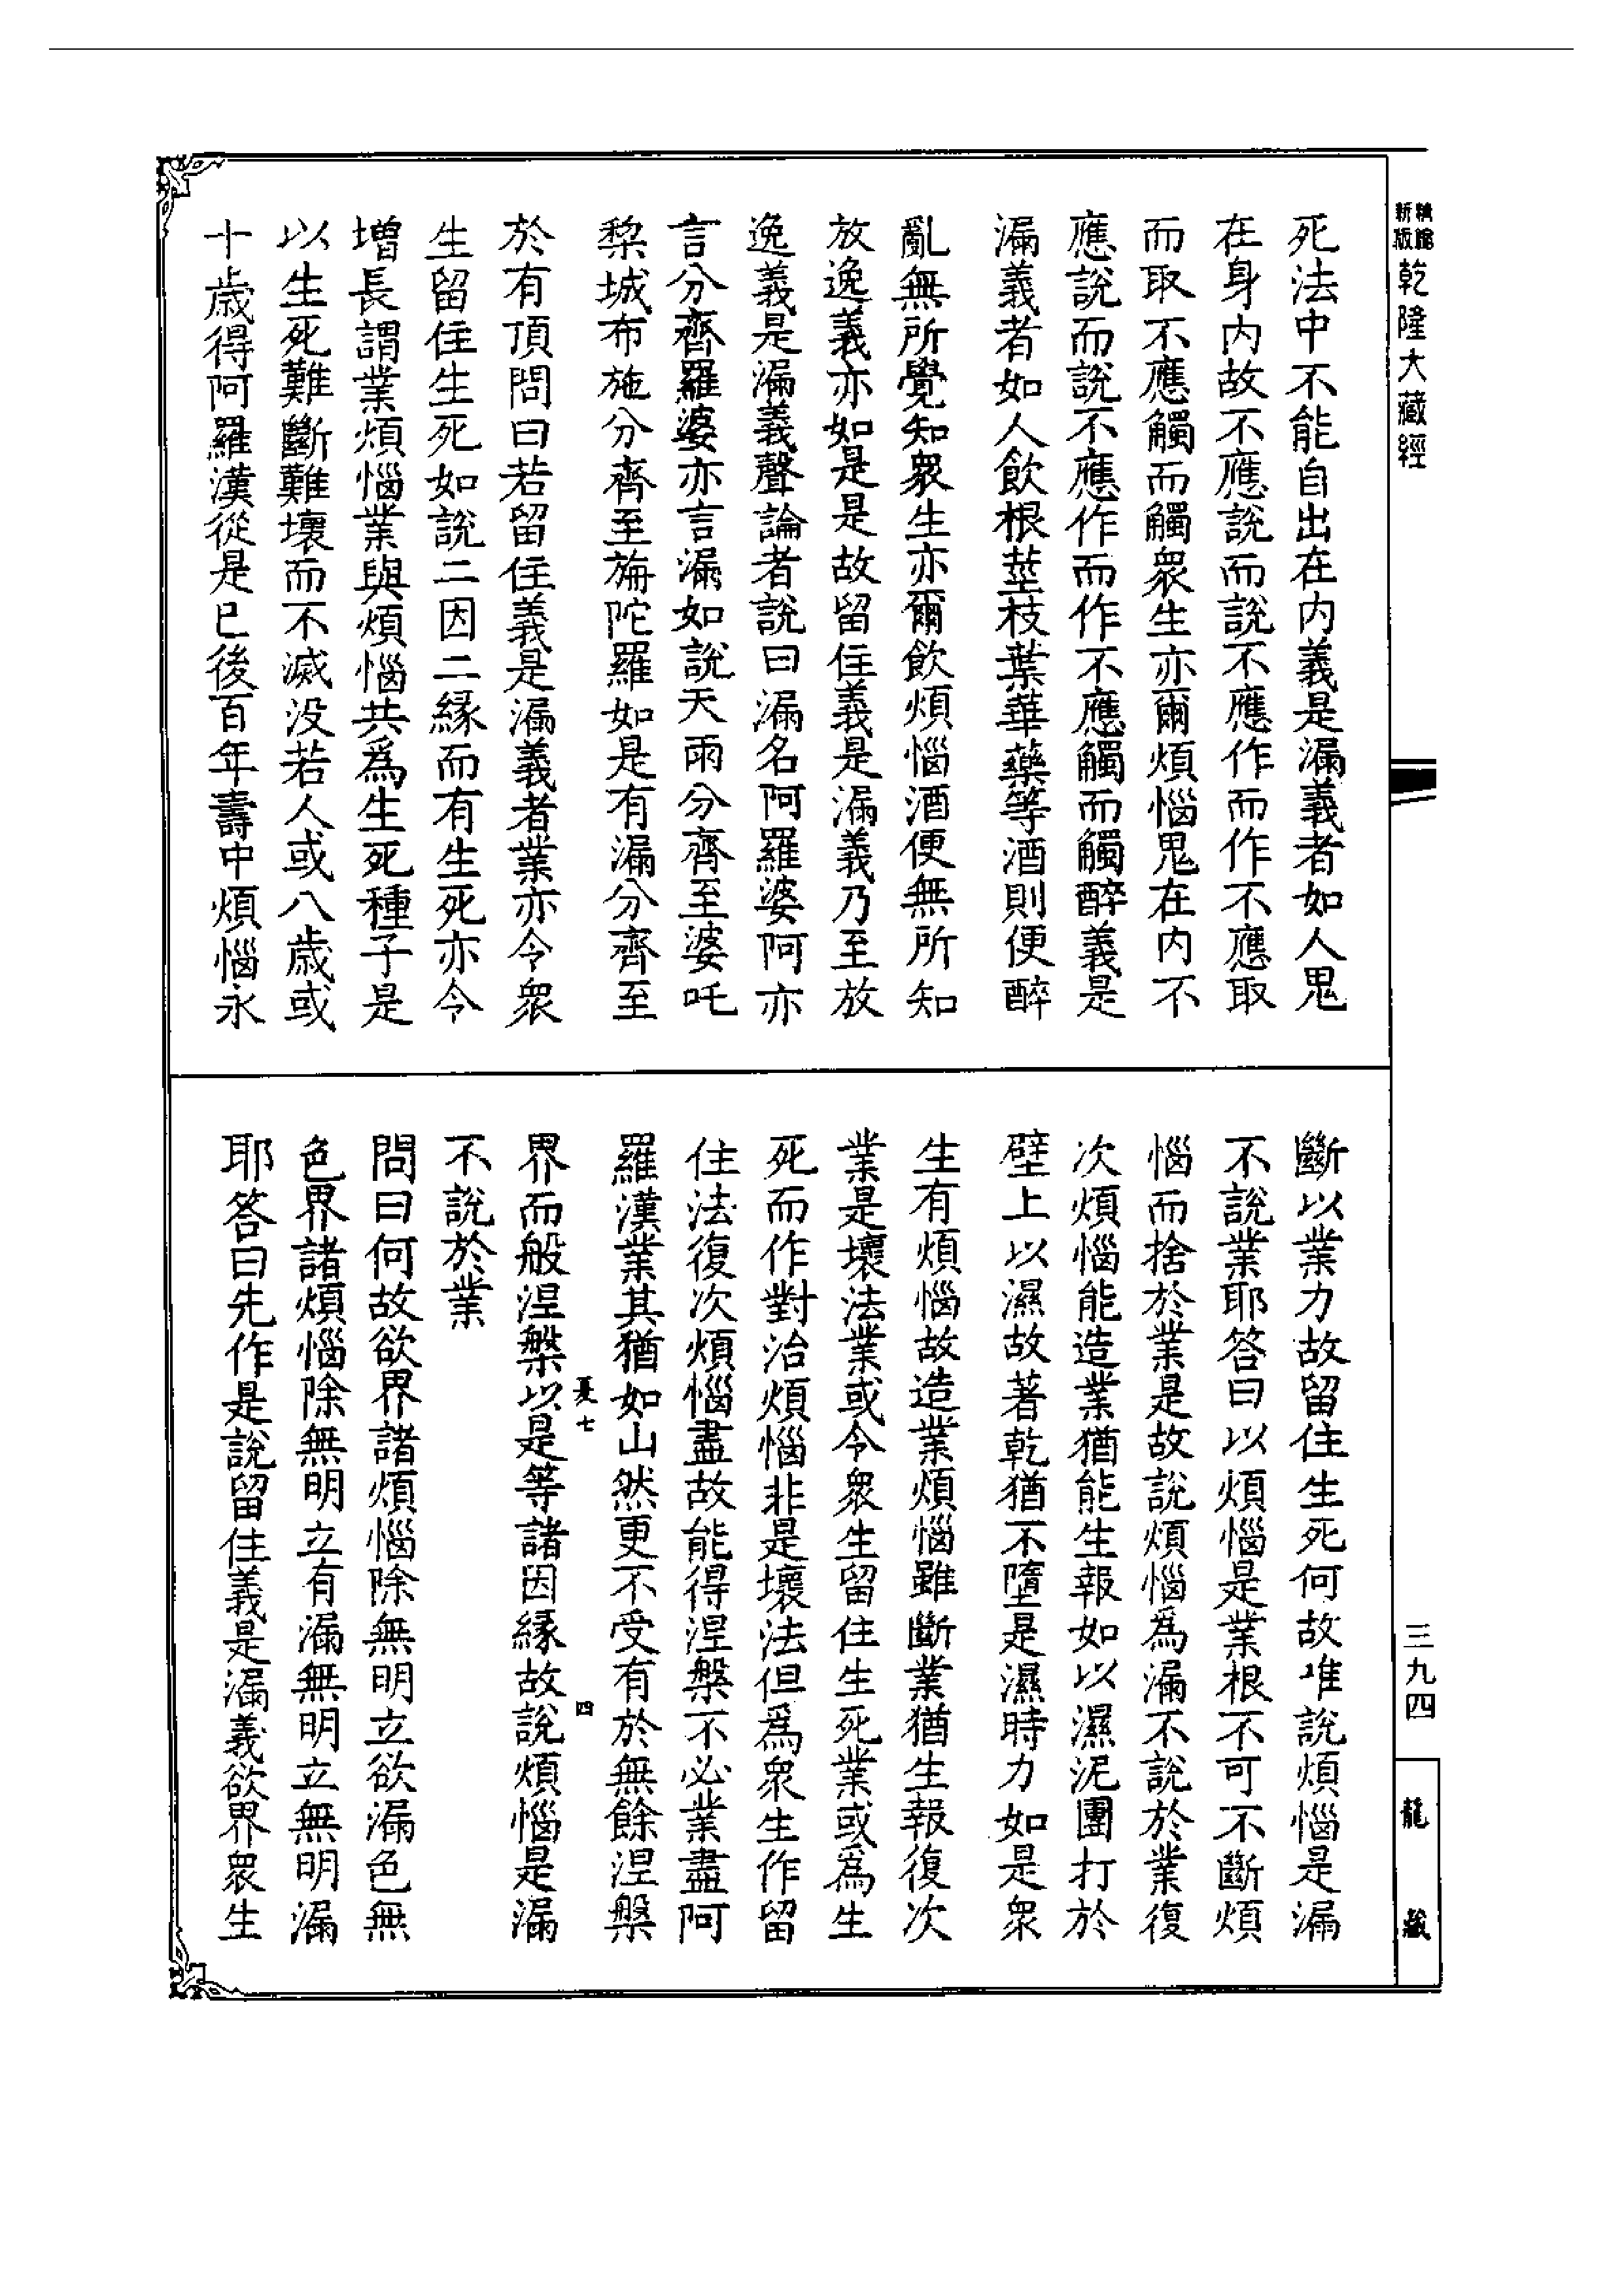 新版
乾隆大藏經
死法中不能自出在内義是漏義者如人鬼
在身内故不應說而說不應作而作不應取
而取不應觸而觸眾生亦爾煩惱鬼在内不
應說而說不應作而作不應觸而觸醉義是
漏義者如人飲根莖枝葉華藥等酒則便醉
亂無所覺知衆生亦爾飲煩惱酒便無所知
放逸義亦如是是故留住義是漏義乃至放
逸義是漏義聲論者說曰漏名阿羅婆阿亦
言分齊羅婆亦言漏如說天雨分齊至婆吒
棃城布施分齊至旃陀羅如是有漏分齊至
於有頂問曰若留住義是漏義者業亦令眾
生留住生死如說二因二緣而有生死亦令
增長謂業煩惱業與煩惱共爲生死種子是
以生死難斷難壞而不滅没若人或八歲或
十歲得阿羅漢從是已後百年壽中煩惱永
斷以業力故留住生死何故唯說煩惱是漏
不說業耶答曰以煩惱是業根不可不斷煩
惱而捨於業是故說煩惱爲漏不說於業復
次煩惱能造業猶能生報如以濕泥團打於
壁上以濕故著乾猶不墮是濕時力如是衆
生有煩惱故造業煩惱雖斷業猶生報復次
業是壞法業或令衆生留住生死業或爲生
死而作對治煩惱非是壞法但爲衆生作留
住法復次煩惱盡故能得涅槃不必業盡阿
羅漢業其猶如山然更不受有於無餘涅槃
夏七 四
界而般涅槃以是等諸因緣故說煩惱是漏
不說於業
問曰何故欲界諸煩惱除無明立欲漏色無
色界諸煩惱除無明立有漏無明立無明漏
耶答曰先作是說留住義是漏義欲界衆生
三九四
龍藏